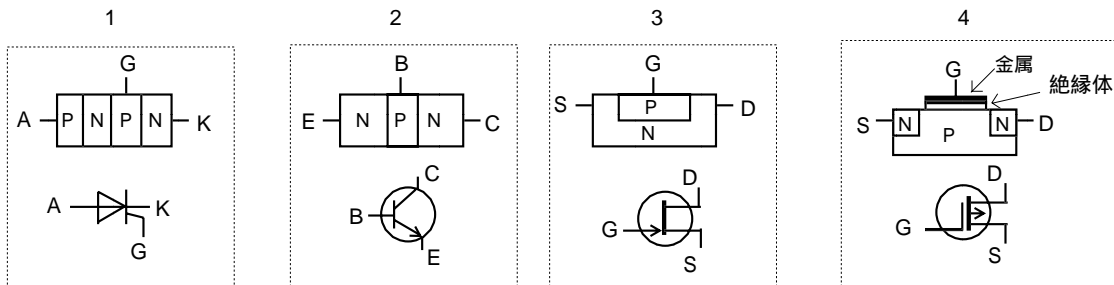 1
2
3
4
G
A P N P N K
A K
G
B
E N P N C
C
B
E
G
S P D
N
D
G
S
G 金属
絶縁体
S N N D
P
D
G
S